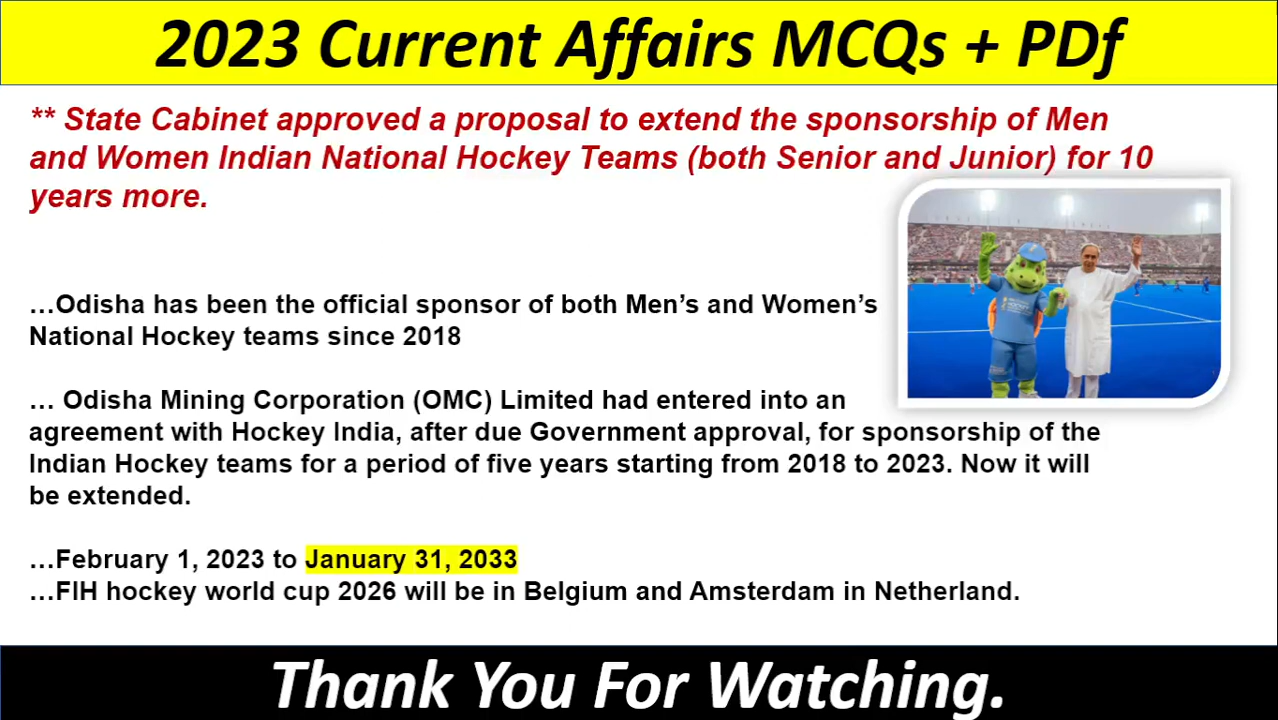 2023 Current Affairs MCQs + PDf
** State Cabinet approved a proposal to extend the sponsorship of Men
and Women Indian National Hockey Teams (both Senior and Junior) for 10
years more.
…Odisha has been the official sponsor of both Men’s and Women’s
National Hockey teams since 2018
… Odisha Mining Corporation (OMC) Limited had entered into an
agreement with Hockey India, after due Government approval, for sponsorship of the
Indian Hockey teams for a period of five years starting from 2018 to 2023. Now it will
be extended.
…February 1, 2023 to January 31, 2033
…FIH hockey world cup 2026 will be in Belgium and Amsterdam in Netherland.
Thank You For Watching.